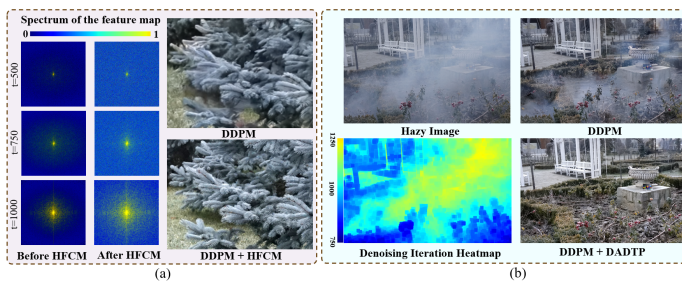 Spectrum of the feature map
0 1
t=500
t=750
t=1000
Before HFCM After HFCM
DDPM
DDPM + HFCM
(a)
Hazy Image
DDPM
1250
1000
750
Denoising Iteration Heatmap
DDPM + DADTP
(b)